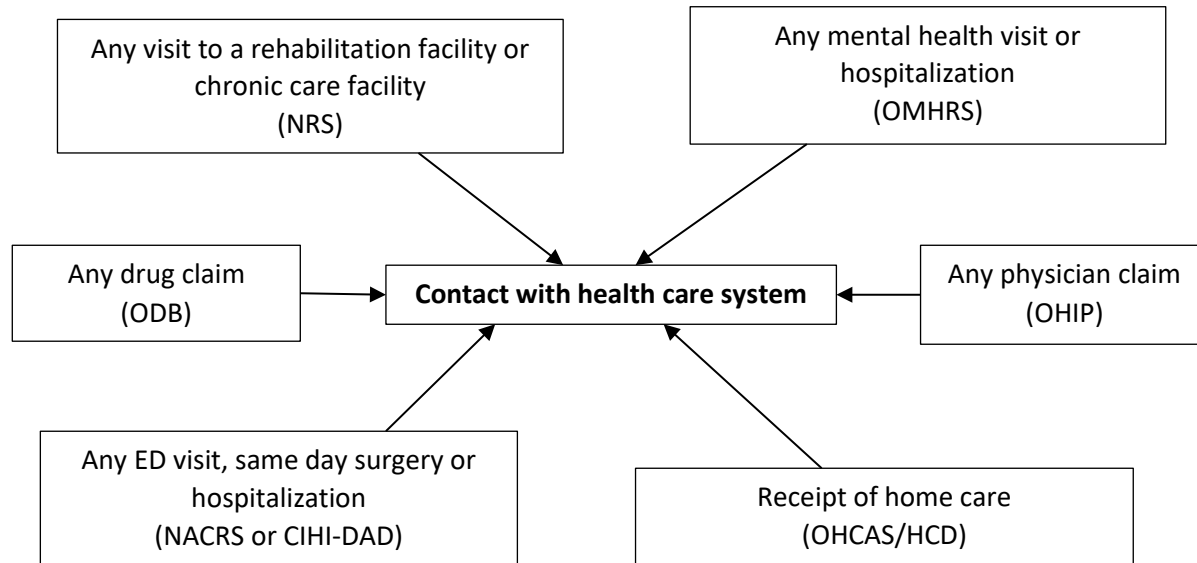 Any visit to a rehabilitation facility or
chronic care facility
(NRS)
Any mental health visit or
hospitalization
(OMHRS)
Any drug claim
(ODB)
Contact with health care system
Any physician claim
(OHIP)
Any ED visit, same day surgery or
hospitalization
(NACRS or CIHI-DAD)
Receipt of home care
(OHCAS/HCD)